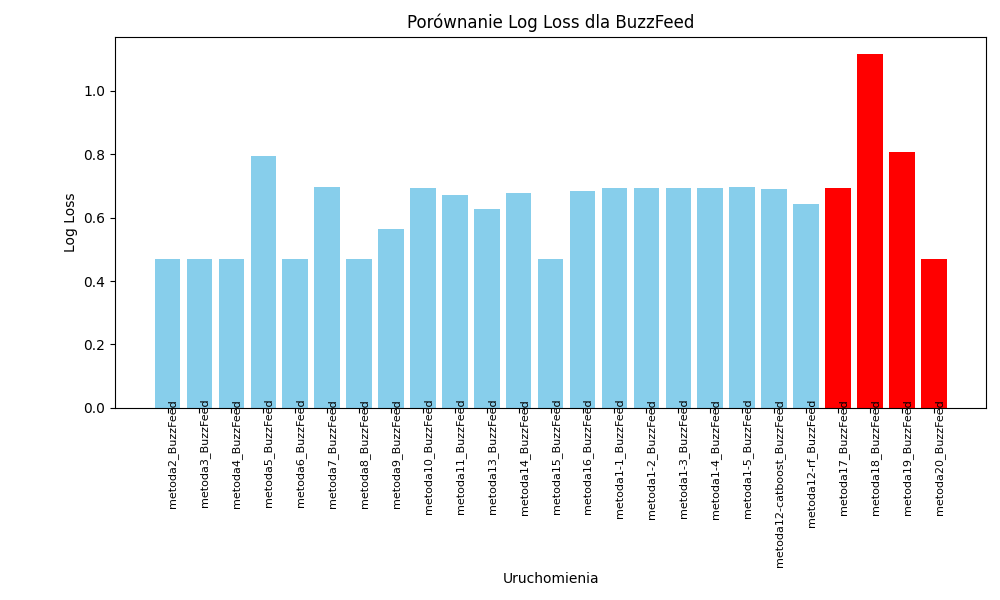 Porównanie Log Loss dla BuzzFeed
Log Loss
1.0
0.8
0.6
0.4
0.2
0.0
metoda2_BuzzFeed
metoda3_BuzzFeed
metoda4_BuzzFeed
metoda5_BuzzFeed
metoda6_BuzzFeed
metoda7_BuzzFeed
metoda8_BuzzFeed
metoda9_BuzzFeed
metoda10_BuzzFeed
metoda11_BuzzFeed
metoda13_BuzzFeed
metoda14_BuzzFeed
metoda15_BuzzFeed
metoda16_BuzzFeed
metoda1-1_BuzzFeed
metoda1-2_BuzzFeed
metoda1-3_BuzzFeed
metoda1-4_BuzzFeed
metoda1-5_BuzzFeed
metoda12-catboost_BuzzFeed
metoda12-rf_BuzzFeed
metoda17_BuzzFeed
metoda18_BuzzFeed
metoda19_BuzzFeed
metoda20_BuzzFeed
Uruchomienia